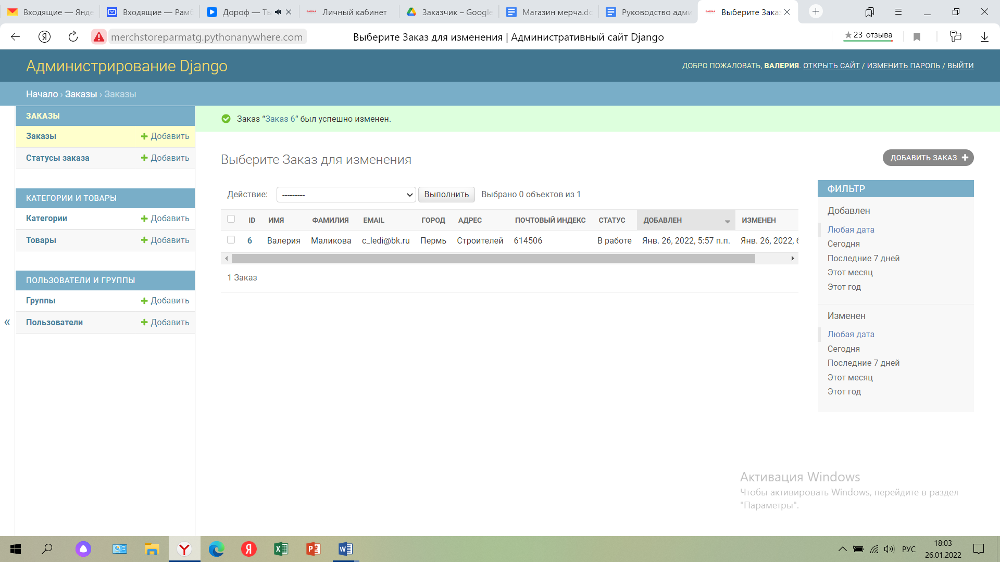 Входящие — Янде
Входящие — Рамб
Дороф — Ты
Личный кабинет
Заказчик – Google
Магазин мерча.do
Руководство адми
Выберите Зака
merchstoreparmatg.pythonanywhere.com
Выберите Заказ для изменения | Административный сайт Django
23 отзыва
Администрирование Django
ДОБРО ПОЖАЛОВАТЬ, ВАЛЕРИЯ. ОТКРЫТЬ САЙТ / ИЗМЕНИТЬ ПАРОЛЬ / ВЫЙТИ
Начало › Заказы › Заказы
ЗАКАЗЫ
Заказы Добавить
Статусы заказа Добавить
КАТЕГОРИИ И ТОВАРЫ
Категории Добавить
Товары Добавить
ПОЛЬЗОВАТЕЛИ И ГРУППЫ
Группы Добавить
Пользователи Добавить
«
Заказ “Заказ 6“ был успешно изменен.
Выберите Заказ для изменения
ДОБАВИТЬ ЗАКАЗ
Действие: --------- Выполнить Выбрано 0 объектов из 1
ID ИМЯ ФАМИЛИЯ EMAIL ГОРОД АДРЕС ПОЧТОВЫЙ ИНДЕКС СТАТУС ДОБАВЛЕН ИЗМЕНЕН
6 Валерия Маликова c_ledi@bk.ru Пермь Строителей 614506 В работе Янв. 26, 2022, 5:57 п.п. Янв. 26, 2022, 6
1 Заказ
ФИЛЬТР
Добавлен
Любая дата
Сегодня
Последние 7 дней
Этот месяц
Этот год
Изменен
Любая дата
Сегодня
Последние 7 дней
Этот месяц
Этот год
Активация Windows
Чтобы активировать Windows, перейдите в раздел
"Параметры".
РУС
18:03
26.01.2022